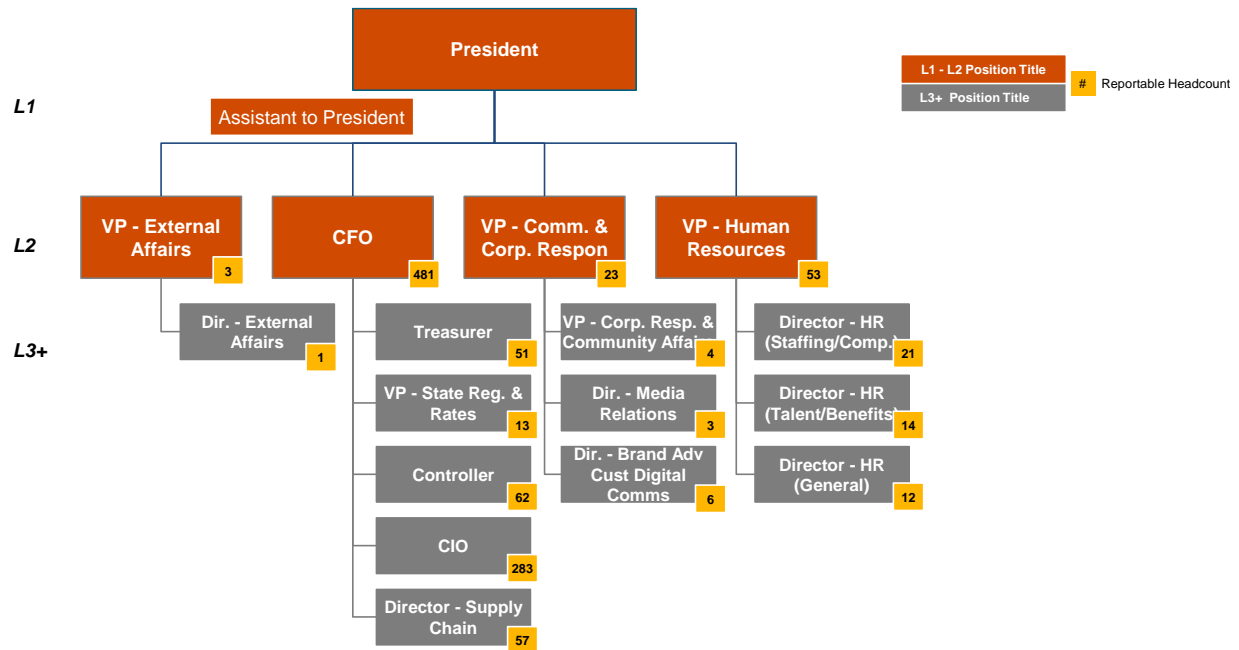 President
L1 - L2 Position Title
L3+ Position Title
#
Reportable Headcount
L1
Assistant to President
L2
VP - External
Affairs
3
CFO
481
VP - Comm. &
Corp. Respon
23
VP - Human
Resources
53
L3+
Dir. - External
Affairs
1
Treasurer
51
VP - State Reg. &
Rates
13
Controller
62
CIO
283
Director - Supply
Chain
57
VP - Corp. Resp. &
Community Affairs
4
Dir. - Media
Relations
3
Dir. - Brand Adv
Cust Digital
Comms
6
Director - HR
(Staffing/Comp.)
21
Director - HR
(Talent/Benefits)
14
Director - HR
(General)
12